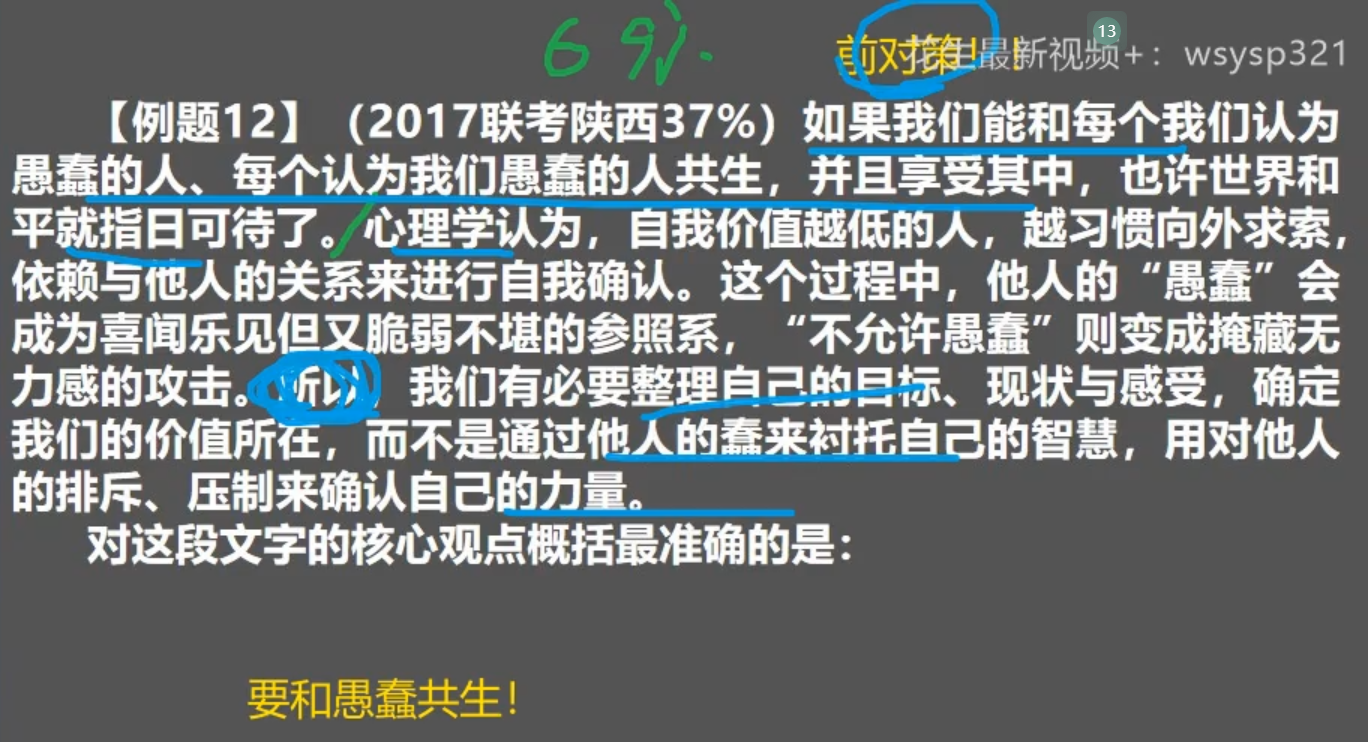 69%.
13
前对策！！
花生最新视频+：wsysp321
【例题12】（2017联考陕西37%）如果我们能和每个我们认为
愚蠢的人、每个认为我们愚蠢的人共生，并且享受其中，也许世界和
平就指日可待了。心理学认为，自我价值越低的人，越习惯向外求索，
依赖与他人的关系来进行自我确认。这个过程中，他人的“愚蠢”会
成为喜闻乐见但又脆弱不堪的参照系，“不允许愚蠢”则变成掩藏无
力感的攻击。所以，我们有必要整理自己的目标、现状与感受，确定
我们的价值所在，而不是通过他人的蠢来衬托自己的智慧，用对他人
的排斥、压制来确认自己的力量。
对这段文字的核心观点概括最准确的是：
要和愚蠢共生！